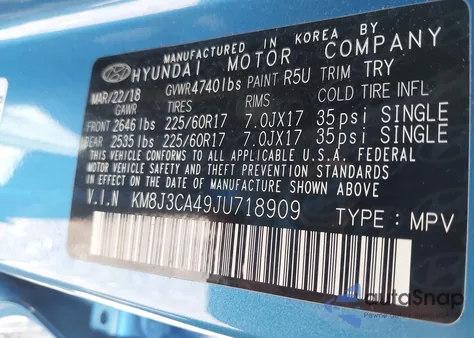 MANUFACTURED IN KOREA BY
HYUNDAI MOTOR COMPANY
MAR/22/18 GVWR4740lbs PAINT R5U TRIM TRY
GAWR TIRES RIMS COLD TIRE INFL
FRONT 2646 lbs 225/60R17 7.0JX17 35psi SINGLE
REAR 2535 lbs 225/60R17 7.0JX17 35psi SINGLE
THIS VEHICLE CONFORMS TO ALL APPLICABLE U.S.A. FEDERAL
MOTOR VEHICLE SAFETY AND THEFT PREVENTION
STANDARDS IN EFFECT ON THE DATE OF
MANUFACTURE SHOWN ABOVE.
V.I.N KM8J3CA49JU718909 TYPE : MPV
autoSnap